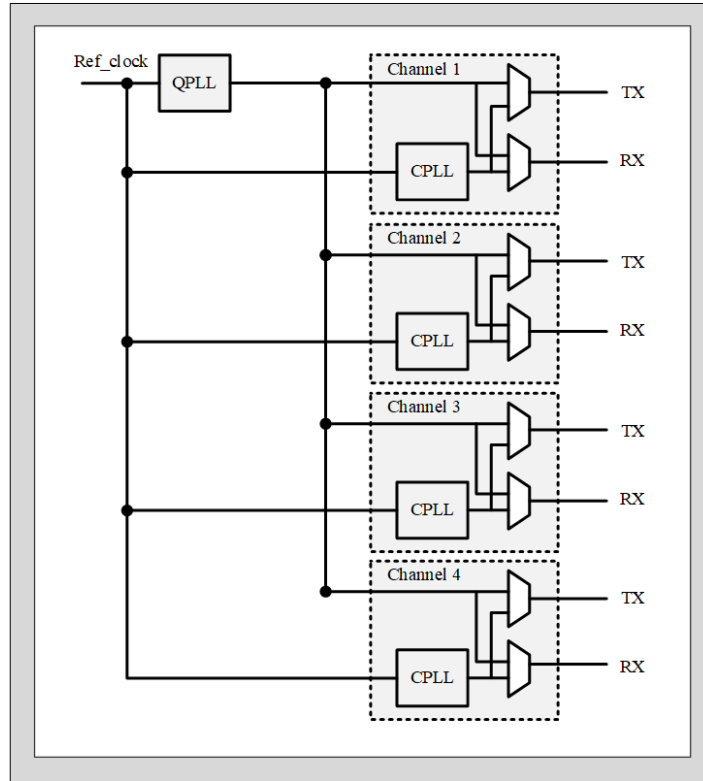 Ref_clock
QPLL
Channel 1
TX
CPLL
RX
Channel 2
TX
CPLL
RX
Channel 3
TX
CPLL
RX
Channel 4
TX
CPLL
RX